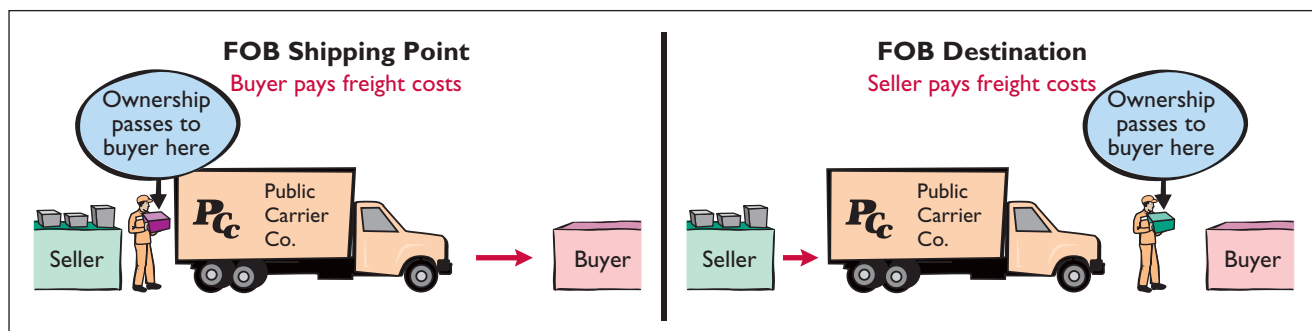 FOB Shipping Point
Buyer pays freight costs
Ownership
passes to
buyer here
PCc
Public
Carrier
Co.
Seller
Buyer
FOB Destination
Seller pays freight costs
Ownership
passes to
buyer here
PCc
Public
Carrier
Co.
Seller
Buyer